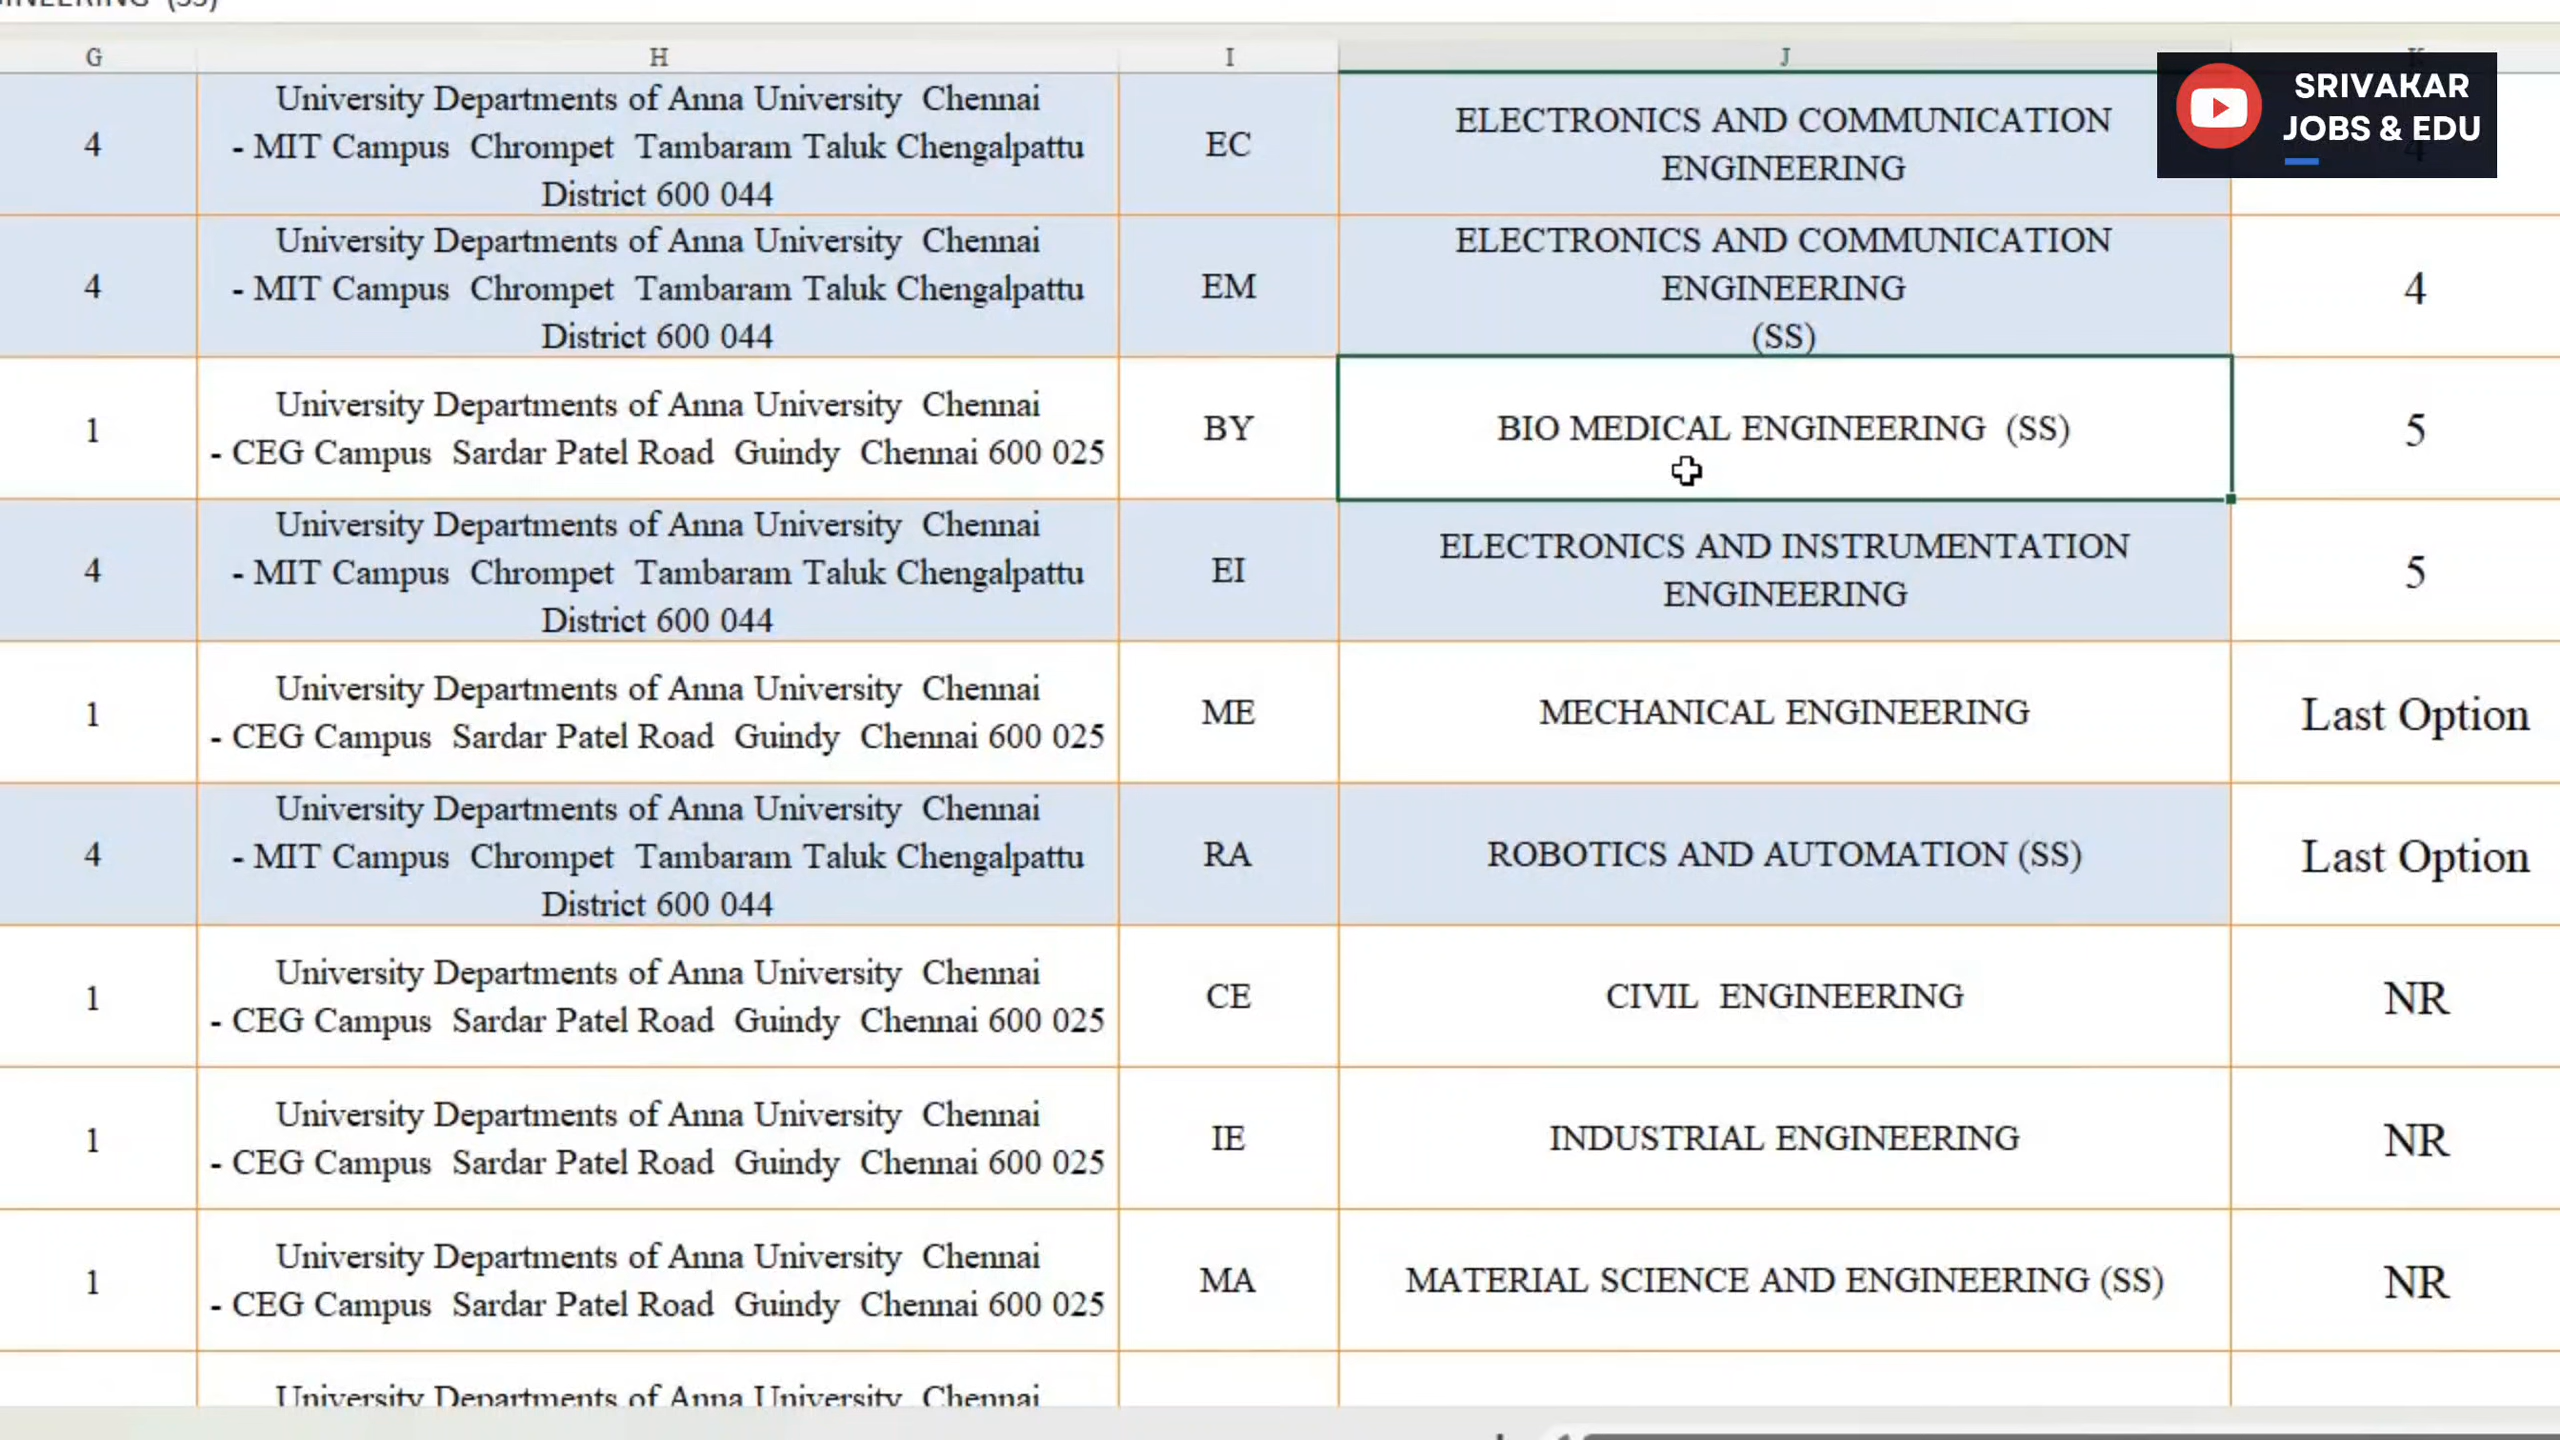 GINEERING (SS)
G H I J K
4
University Departments of Anna University Chennai
- MIT Campus Chrompet Tambaram Taluk Chengalpattu
District 600 044
EC
ELECTRONICS AND COMMUNICATION
ENGINEERING
4
SRIVAKAR
JOBS & EDU
4
University Departments of Anna University Chennai
- MIT Campus Chrompet Tambaram Taluk Chengalpattu
District 600 044
EM
ELECTRONICS AND COMMUNICATION
ENGINEERING
(SS)
4
1
University Departments of Anna University Chennai
- CEG Campus Sardar Patel Road Guindy Chennai 600 025
BY
BIO MEDICAL ENGINEERING (SS)
5
4
University Departments of Anna University Chennai
- MIT Campus Chrompet Tambaram Taluk Chengalpattu
District 600 044
EI
ELECTRONICS AND INSTRUMENTATION
ENGINEERING
5
1
University Departments of Anna University Chennai
- CEG Campus Sardar Patel Road Guindy Chennai 600 025
ME
MECHANICAL ENGINEERING
Last Option
4
University Departments of Anna University Chennai
- MIT Campus Chrompet Tambaram Taluk Chengalpattu
District 600 044
RA
ROBOTICS AND AUTOMATION (SS)
Last Option
1
University Departments of Anna University Chennai
- CEG Campus Sardar Patel Road Guindy Chennai 600 025
CE
CIVIL ENGINEERING
NR
1
University Departments of Anna University Chennai
- CEG Campus Sardar Patel Road Guindy Chennai 600 025
IE
INDUSTRIAL ENGINEERING
NR
1
University Departments of Anna University Chennai
- CEG Campus Sardar Patel Road Guindy Chennai 600 025
MA
MATERIAL SCIENCE AND ENGINEERING (SS)
NR
University Departments of Anna University Chennai